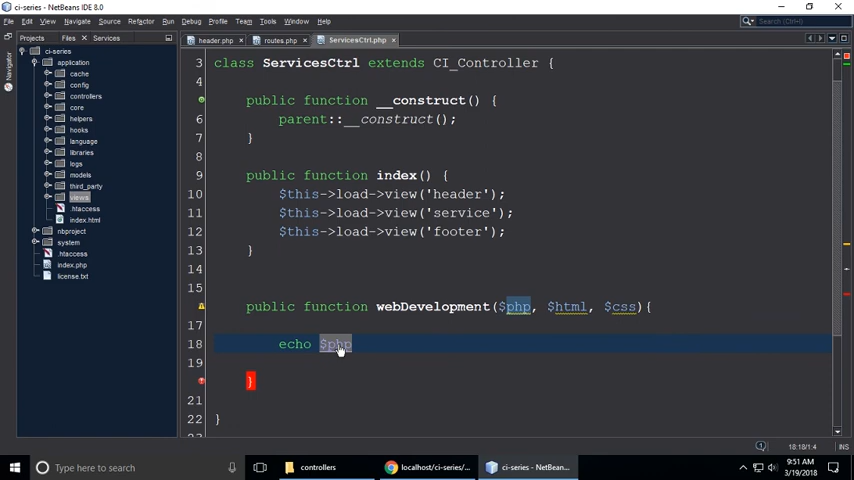 ci-series - NetBeans IDE 8.0
File Edit View Navigate Source Refactor Run Debug Profile Team Tools Window Help
Search (Ctrl+I)
Projects Files Services
header.php routes.php ServicesCtrl.php
Navigator
ci-series
application
cache
config
controllers
core
helpers
hooks
language
libraries
logs
models
third_party
views
.htaccess
index.html
nbproject
system
.htaccess
index.php
license.txt
3 class ServicesCtrl extends CI_Controller {
4
public function __construct() {
6 parent::__construct();
7 }
8
9 public function index() {
10 $this->load->view('header');
11 $this->load->view('service');
12 $this->load->view('footer');
13 }
14
15
public function webDevelopment($php, $html, $css){
17
18 echo $php
19
}
21
22 }
18:18/1:4 INS
Type here to search
controllers
localhost/ci-series/...
ci-series - NetBean...
9:51 AM
3/19/2018